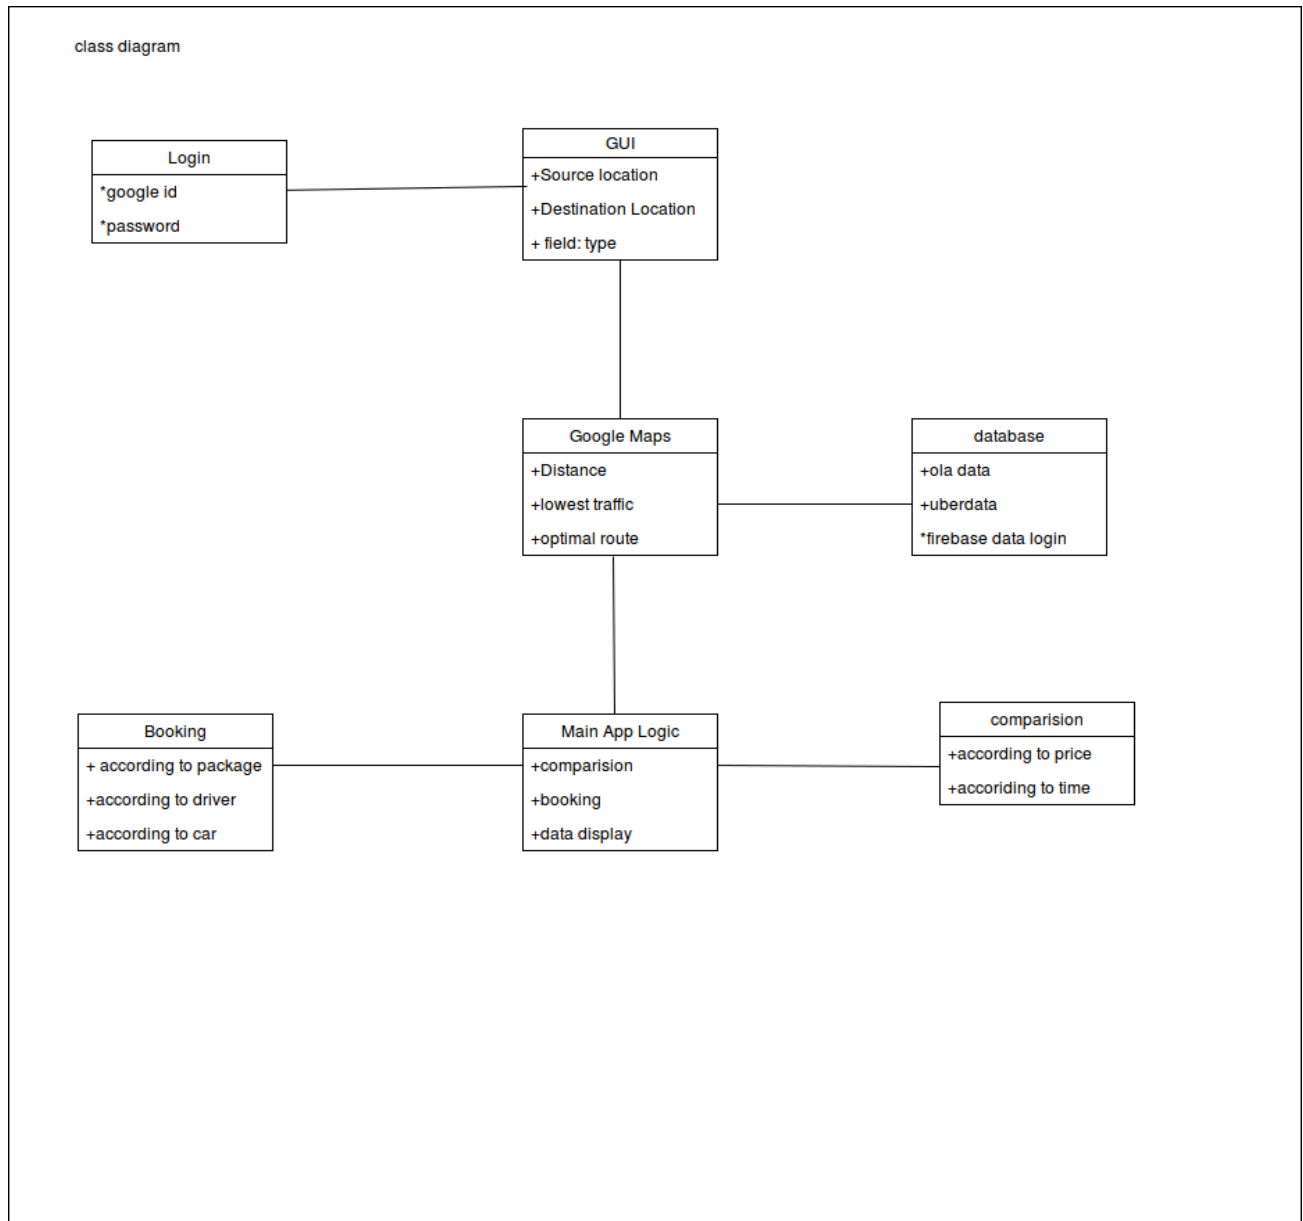 class diagram
Login
*google id
*password
GUI
+Source location
+Destination Location
+ field: type
Google Maps
+Distance
+lowest traffic
+optimal route
database
+ola data
+uberdata
*firebase data login
Booking
+ according to package
+according to driver
+according to car
Main App Logic
+comparision
+booking
+data display
comparision
+according to price
+accoriding to time